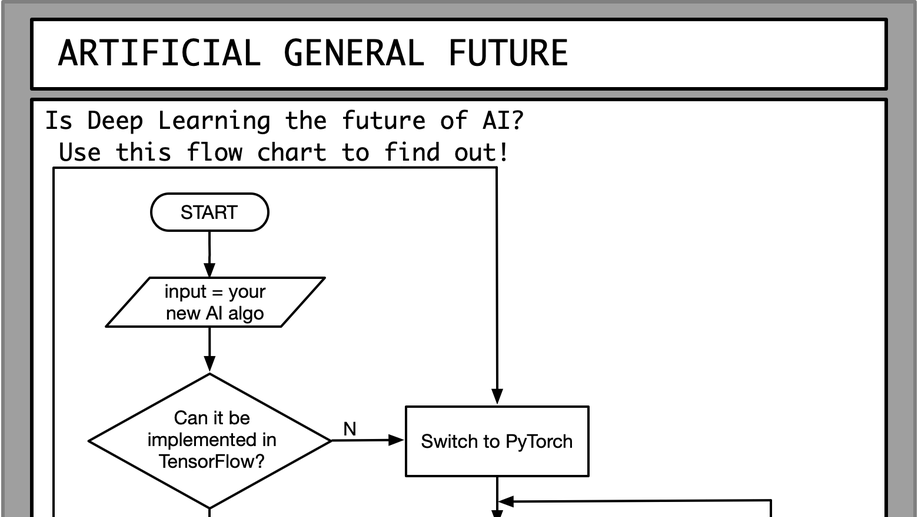 ARTIFICIAL GENERAL FUTURE
Is Deep Learning the future of AI?
Use this flow chart to find out!
START
input = your
new AI algo
Can it be
implemented in
TensorFlow?
N
Switch to PyTorch